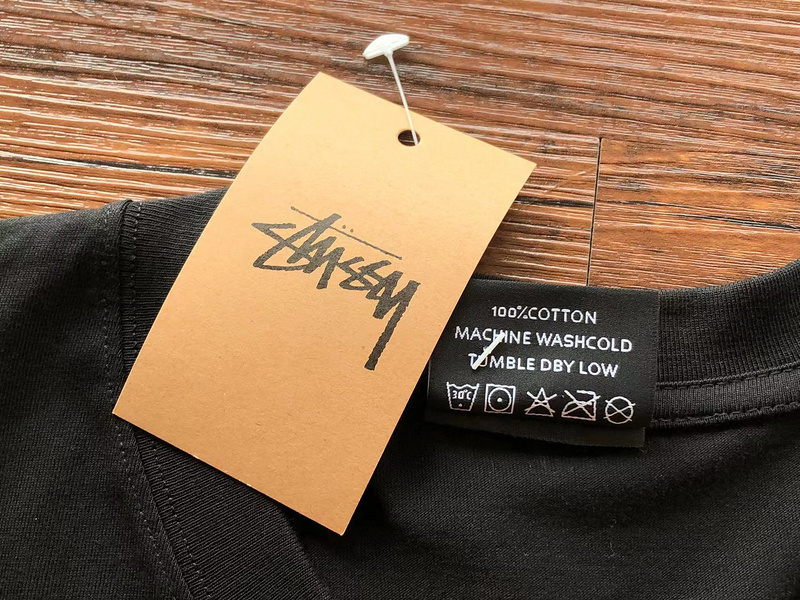 Stüssy
100%COTTON
MACHINE WASHCOLD
TUMBLE DBY LOW
30°C